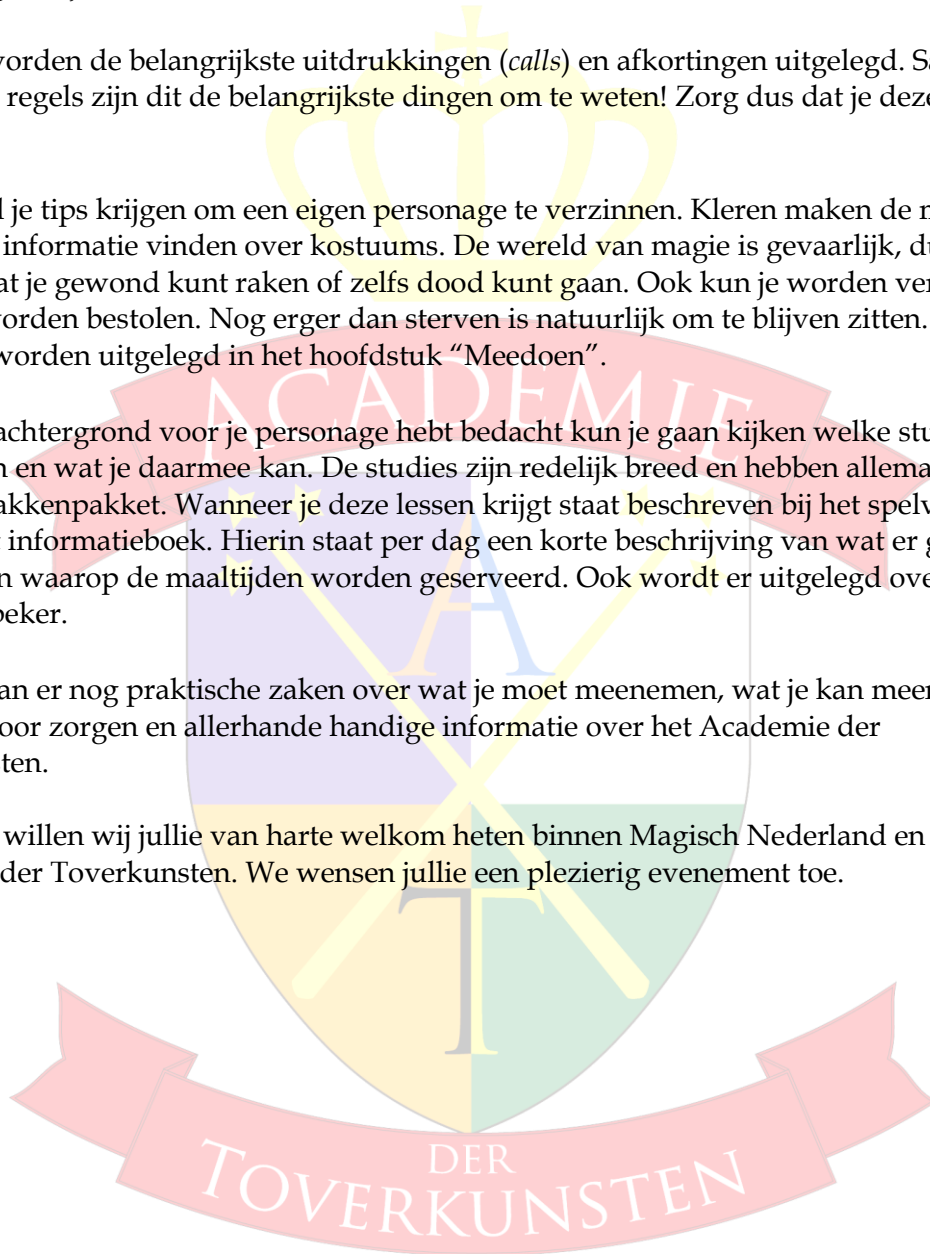 orden de belangrijkste uitdrukkingen (calls) en afkortingen uitgelegd.
regels zijn dit de belangrijkste dingen om te weten! Zorg dus dat je deze
je tips krijgen om een eigen personage te verzinnen. Kleren maken de
informatie vinden over kostuums. De wereld van magie is gevaarlijk,
at je gewond kunt raken of zelfs dood kunt gaan. Ook kun je worden
orden bestolen. Nog erger dan sterven is natuurlijk om te blijven zitten.
worden uitgelegd in het hoofdstuk “Meedoen”.
achtergrond voor je personage hebt bedacht kun je gaan kijken welke
en wat je daarmee kan. De studies zijn redelijk breed en hebben
akkenpakket. Wanneer je deze lessen krijgt staat beschreven bij het
informatieboek. Hierin staat per dag een korte beschrijving van wat er
n waarop de maaltijden worden geserveerd. Ook wordt er uitgelegd
beker.
an er nog praktische zaken over wat je moet meenemen, wat je kan
oor zorgen en allerhande handige informatie over het Academie der
sten.
willen wij jullie van harte welkom heten binnen Magisch Nederland en
der Toverkunsten. We wensen jullie een plezierig evenement toe.
ACADEMIE
A
T
DER
TOVERKUNSTEN